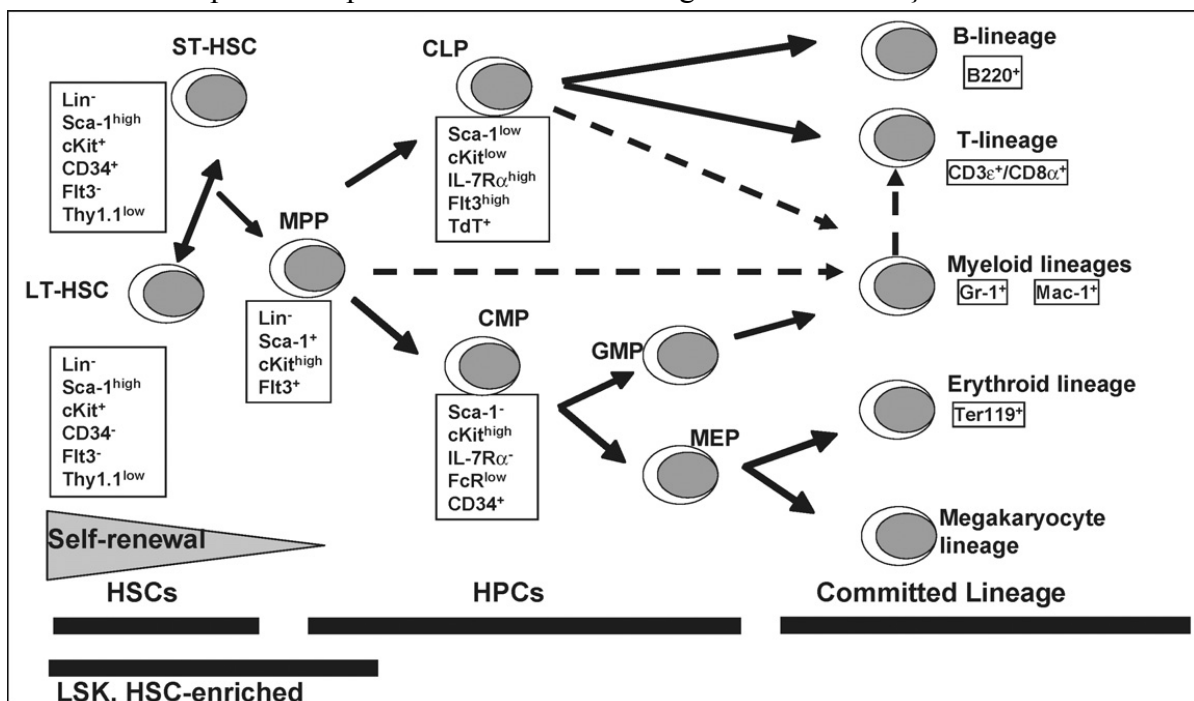 ST-HSC
Lin⁻
Sca-1ʰⁱᵍʰ
cKit⁺
CD34⁺
Flt3⁻
Thy1.1ˡᵒʷ
LT-HSC
Lin⁻
Sca-1ʰⁱᵍʰ
cKit⁺
CD34⁻
Flt3⁻
Thy1.1ˡᵒʷ
MPP
Lin⁻
Sca-1⁺
cKitʰⁱᵍʰ
Flt3⁺
CLP
Sca-1ˡᵒʷ
cKitˡᵒʷ
IL-7Rαʰⁱᵍʰ
Flt3ʰⁱᵍʰ
TdT⁺
CMP
Sca-1⁻
cKitʰⁱᵍʰ
IL-7Rα⁻
FcRˡᵒʷ
CD34⁺
GMP
MEP
B-lineage
B220⁺
T-lineage
CD3ε⁺/CD8α⁺
Myeloid lineages
Gr-1⁺ Mac-1⁺
Erythroid lineage
Ter119⁺
Megakaryocyte
lineage
Self-renewal
HSCs HPCs Committed Lineage
LSK, HSC-enriched